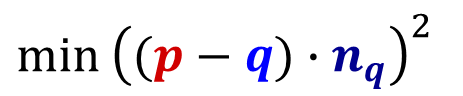 min ((p − q) · n_q)²